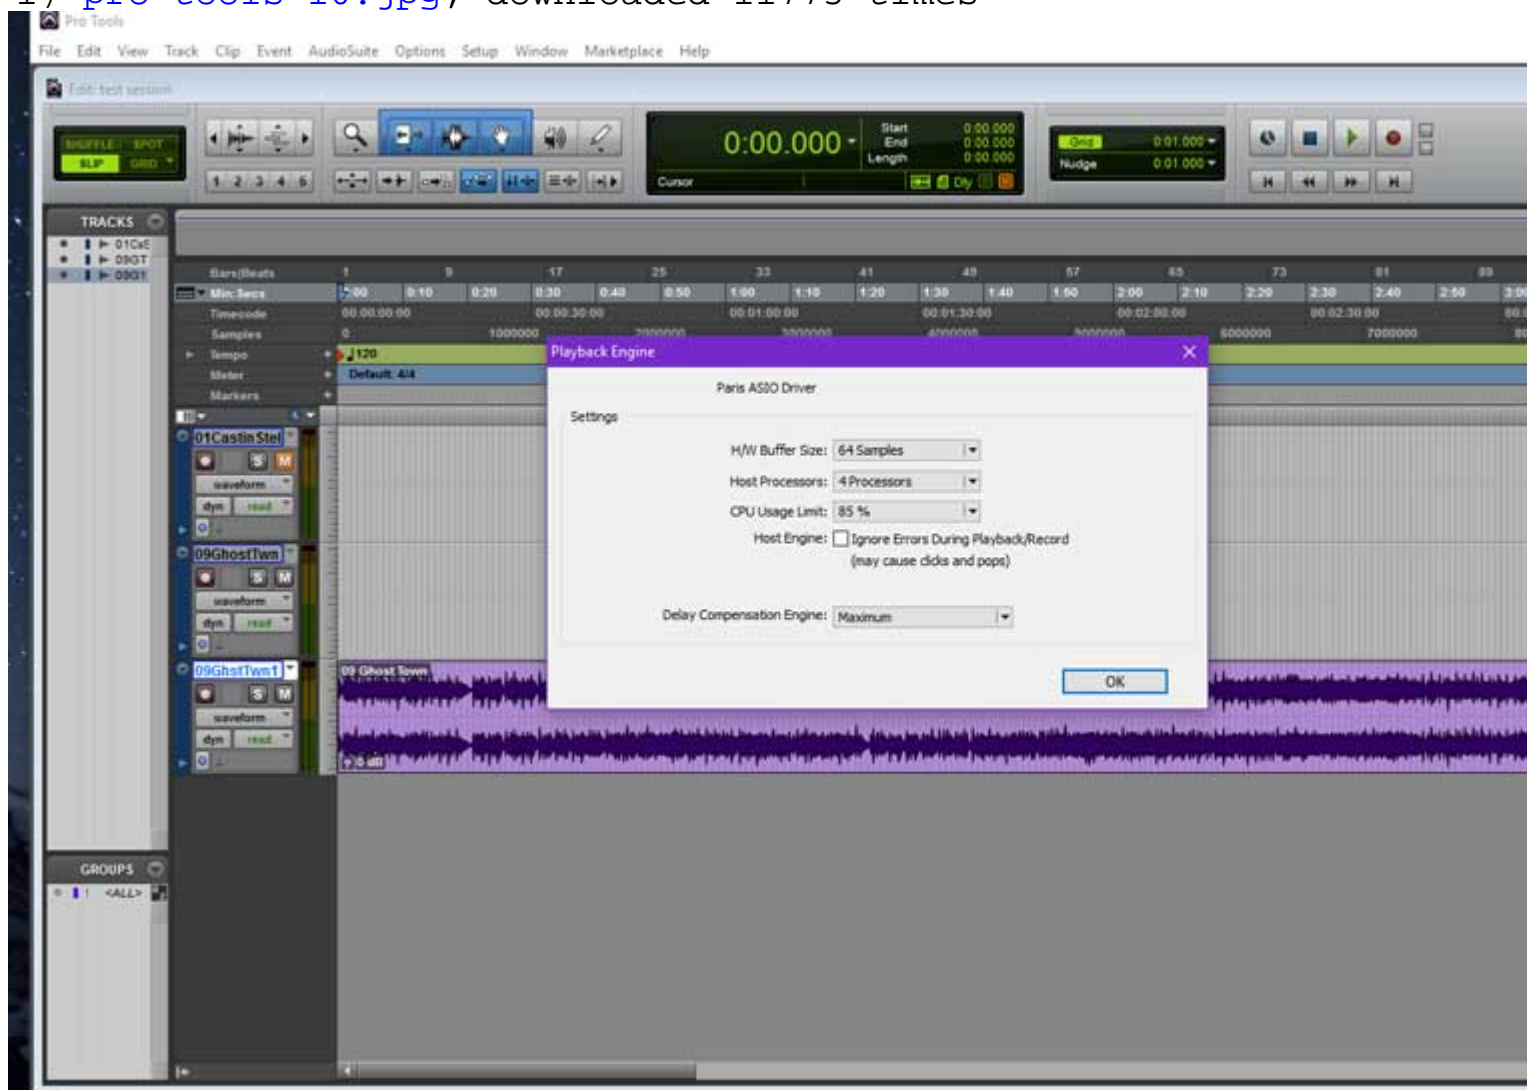 pro tools 10.jpg, downloaded 11779 times
Pro Tools
File Edit View Track Clip Event AudioSuite Options Setup Window Marketplace Help
Edit: test session
SHUFFLE SPOT
SLIP GRID
1 2 3 4 5
0:00.000
Start 0:00.000
End 0:00.000
Length 0:00.000
Cursor
Dly
Grid 0:01.000
Nudge 0:01.000
TRACKS
09GT
Bars|Beats 1 9 17 25 33 41 49 57 65 73 81 89
Min:Secs 0:00 0:10 0:20 0:30 0:40 0:50 1:00 1:10 1:20 1:30 1:40 1:50 2:00 2:10 2:20 2:30 2:40 2:50 3:00
Timecode 00:00:00:00 00:00:30:00 00:01:00:00 00:01:30:00 00:02:00:00 00:02:30:00
Samples 0 1000000 2000000 3000000 4000000 5000000 6000000 7000000
Tempo 120
Meter Default: 4/4
Markers
Playback Engine
Paris ASIO Driver
Settings
H/W Buffer Size: 64 Samples
Host Processors: 4 Processors
CPU Usage Limit: 85 %
Host Engine: Ignore Errors During Playback/Record
(may cause clicks and pops)
Delay Compensation Engine: Maximum
OK
01CastinStel
S M
waveform
dyn read
09GhostTwn
S M
waveform
dyn read
09GhstTwn1
S M
waveform
dyn read
09 Ghost Town
0 dB
GROUPS
! <ALL>